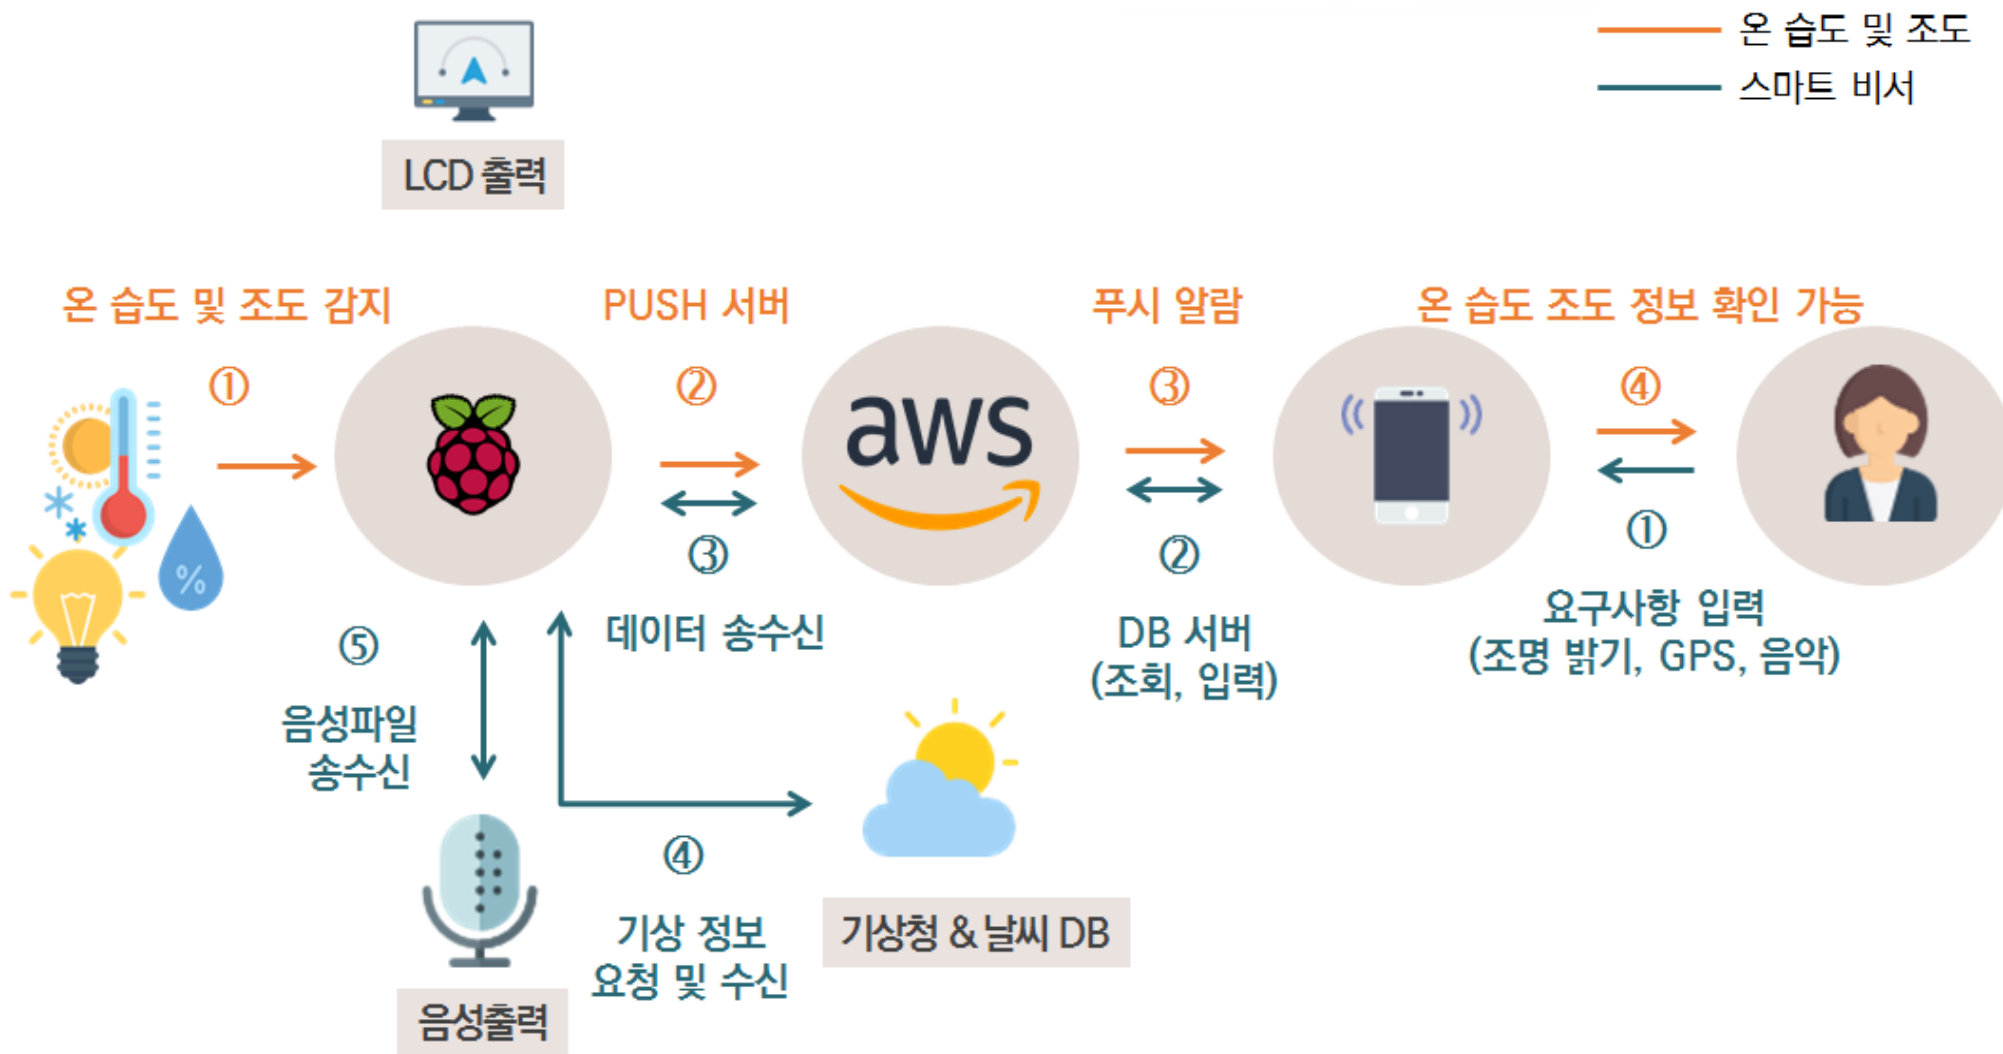 온 습도 및 조도
스마트 비서
LCD 출력
온 습도 및 조도 감지
PUSH 서버
푸시 알람
온 습도 조도 정보 확인 가능
①
②
③
④
aws
%
③
②
①
데이터 송수신
DB 서버
(조회, 입력)
요구사항 입력
(조명 밝기, GPS, 음악)
⑤
음성파일
송수신
④
기상 정보
요청 및 수신
기상청 & 날씨 DB
음성출력